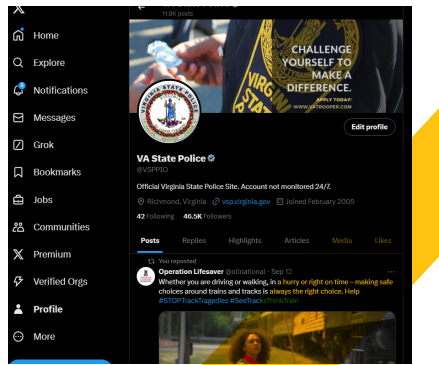 11.9K posts
Home
Explore
Notifications
Messages
Grok
Bookmarks
Jobs
Communities
Premium
Verified Orgs
Profile
More
CHALLENGE
YOURSELF TO
MAKE A
DIFFERENCE.
APPLY TODAY!
WWW.VATROOPER.COM
VIRGINIA STATE POLICE
Edit profile
VA State Police
@VSPPIO
Official Virginia State Police Site. Account not monitored 24/7.
Richmond, Virginia vsp.virginia.gov Joined February 2009
42 Following 46.5K Followers
Posts Replies Highlights Articles Media Likes
You reposted
Operation Lifesaver @olinational · Sep 12
Whether you are driving or walking, in a hurry or right on time – making safe
choices around trains and tracks is always the right choice. Help
#STOPTrackTragedies #SeeTracksThinkTrain